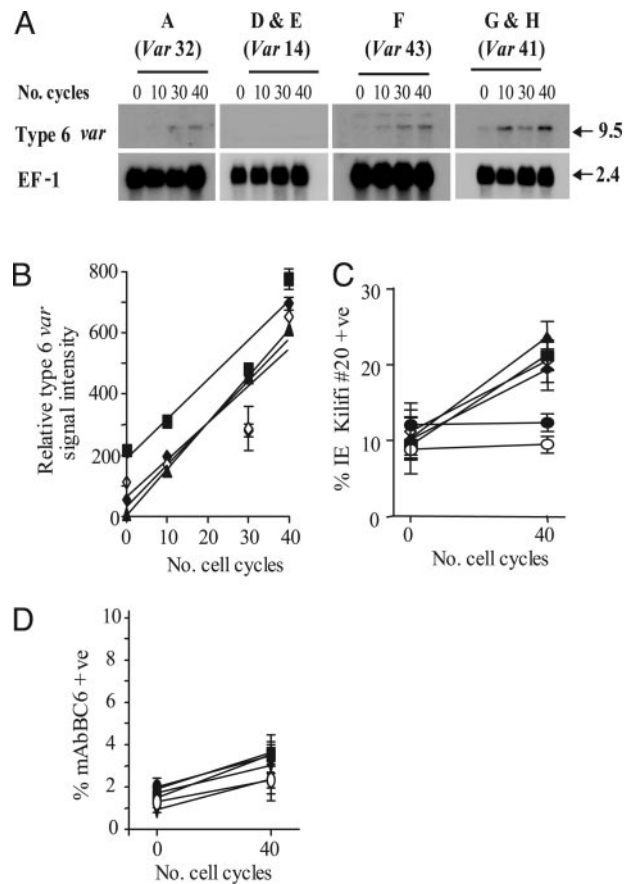 A
A D & E F G & H
(Var 32) (Var 14) (Var 43) (Var 41)
No. cycles 0 10 30 40 0 10 30 40 0 10 30 40 0 10 30 40
Type 6 var 9.5
EF-1 2.4
B
Relative type 6 var
signal intensity
800
600
400
200
0
0 10 20 30 40
No. cell cycles
C
% IE Kilifi #20 +ve
30
20
10
0
0 40
No. cell cycles
D
% mAbBC6 +ve
10
8
6
4
2
0
0 40
No. cell cycles